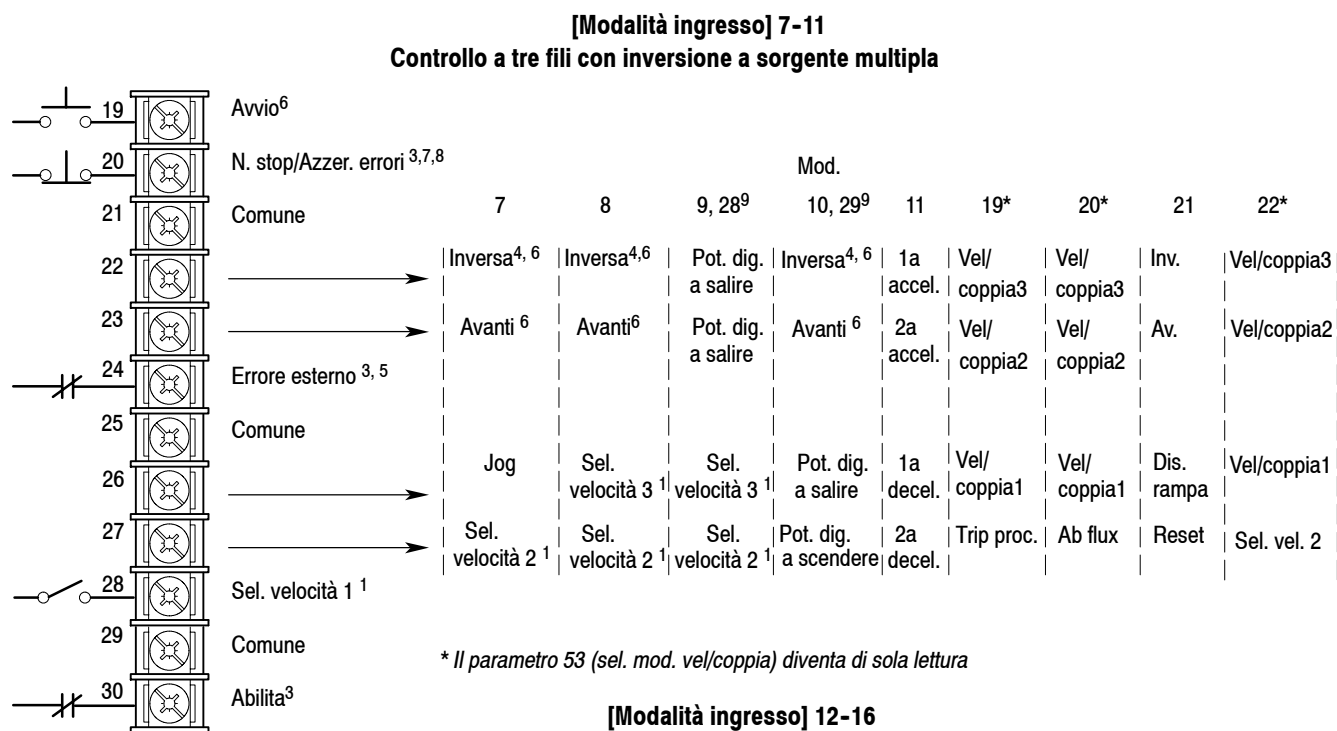 [Modalità ingresso] 7-11
Controllo a tre fili con inversione a sorgente multipla
19 Avvio6
20 N. stop/Azzer. errori 3,7,8
Mod.
21 Comune 7 8 9, 289 10, 299 11 19* 20* 21 22*
22 Inversa4, 6 Inversa4,6 Pot. dig. Inversa4, 6 1a Vel/ Vel/ Inv. Vel/coppia3
a salire accel. coppia3 coppia3
23 Avanti 6 Avanti6 Pot. dig. Avanti 6 2a Vel/ Vel/ Av. Vel/coppia2
a salire accel. coppia2 coppia2
24 Errore esterno 3, 5
25 Comune
26 Jog Sel. Sel. Pot. dig. 1a Vel/ Vel/ Dis. Vel/coppia1
velocità 3 1 velocità 3 1 a salire decel. coppia1 coppia1 rampa
27 Sel. Sel. Sel. Pot. dig. 2a Trip proc. Ab flux Reset Sel. vel. 2
velocità 2 1 velocità 2 1 velocità 2 1 a scendere decel.
28 Sel. velocità 1 1
29 Comune
* Il parametro 53 (sel. mod. vel/coppia) diventa di sola lettura
30 Abilita3
[Modalità ingresso] 12-16